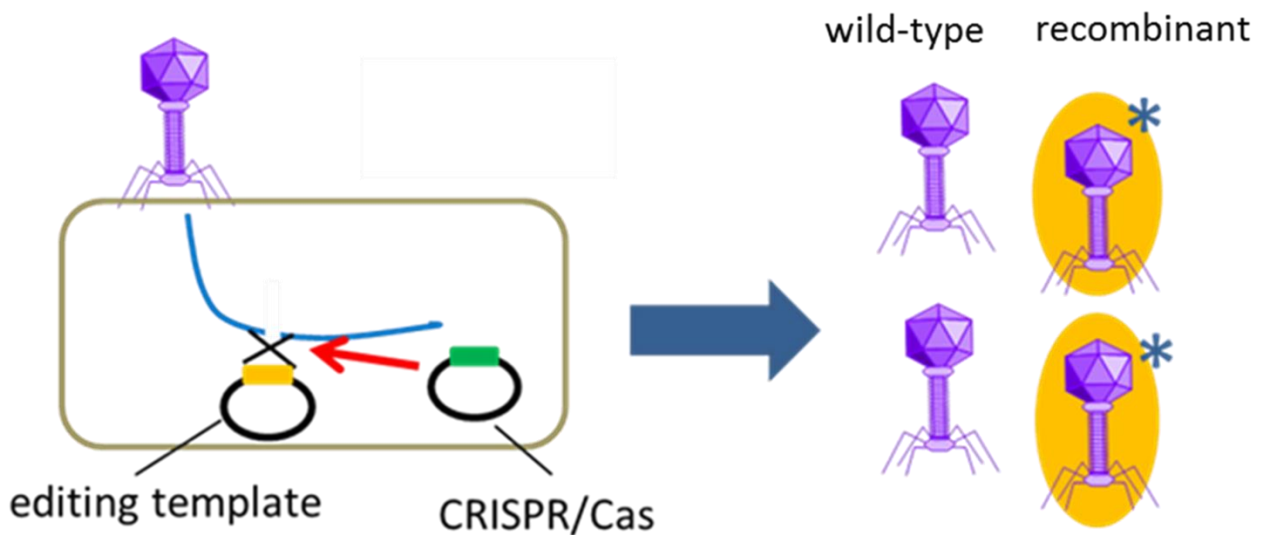 wild-type
recombinant
*
*
editing template
CRISPR/Cas